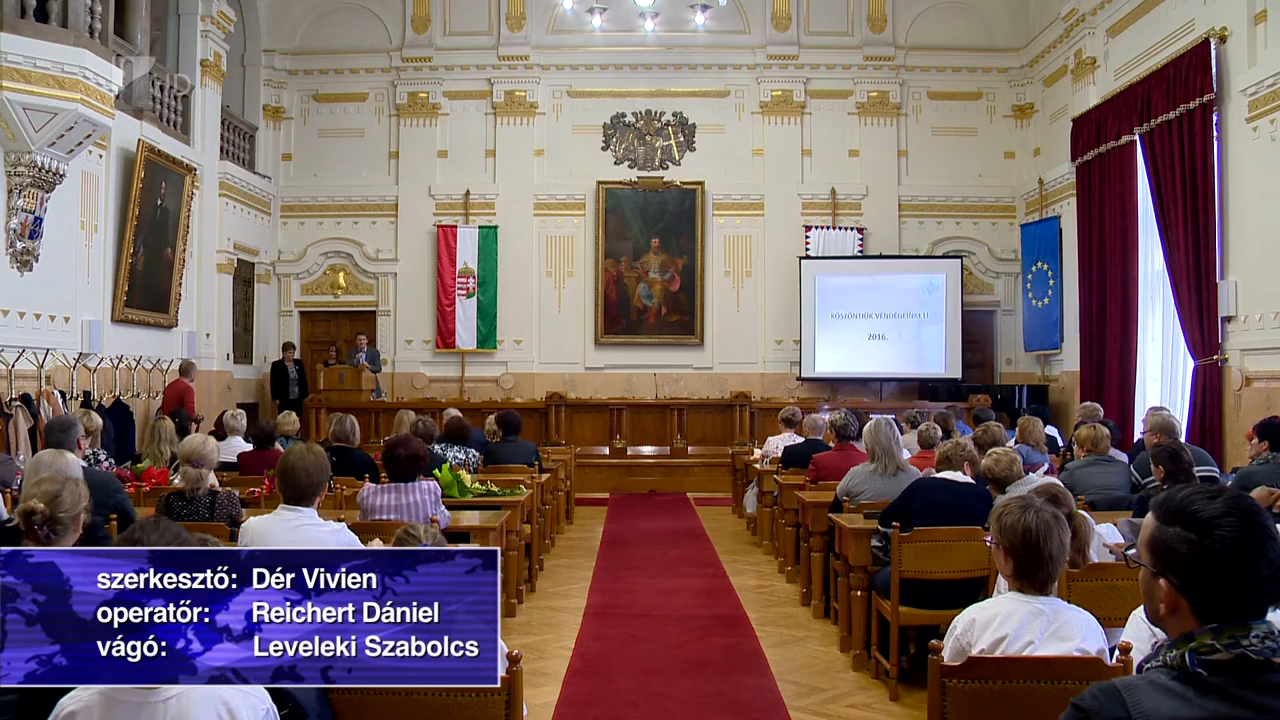 KÖSZÖNTJÜK VENDÉGEINKET!
2016.
szerkesztő: Dér Vivien
operatőr: Reichert Dániel
vágó: Leveleki Szabolcs